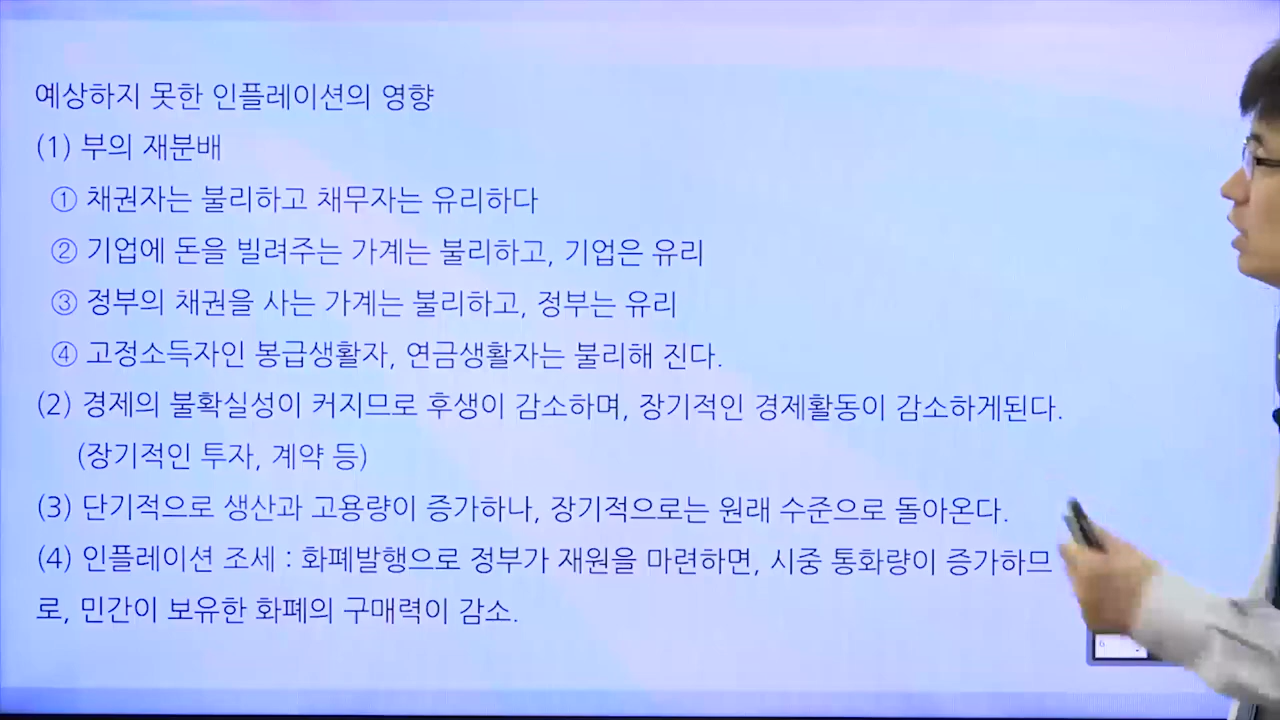 예상하지 못한 인플레이션의 영향
(1) 부의 재분배
① 채권자는 불리하고 채무자는 유리하다
② 기업에 돈을 빌려주는 가계는 불리하고, 기업은 유리
③ 정부의 채권을 사는 가계는 불리하고, 정부는 유리
④ 고정소득자인 봉급생활자, 연금생활자는 불리해 진다.
(2) 경제의 불확실성이 커지므로 후생이 감소하며, 장기적인 경제활동이 감소하게된다.
(장기적인 투자, 계약 등)
(3) 단기적으로 생산과 고용량이 증가하나, 장기적으로는 원래 수준으로 돌아온다.
(4) 인플레이션 조세 : 화폐발행으로 정부가 재원을 마련하면, 시중 통화량이 증가하므
로, 민간이 보유한 화폐의 구매력이 감소.